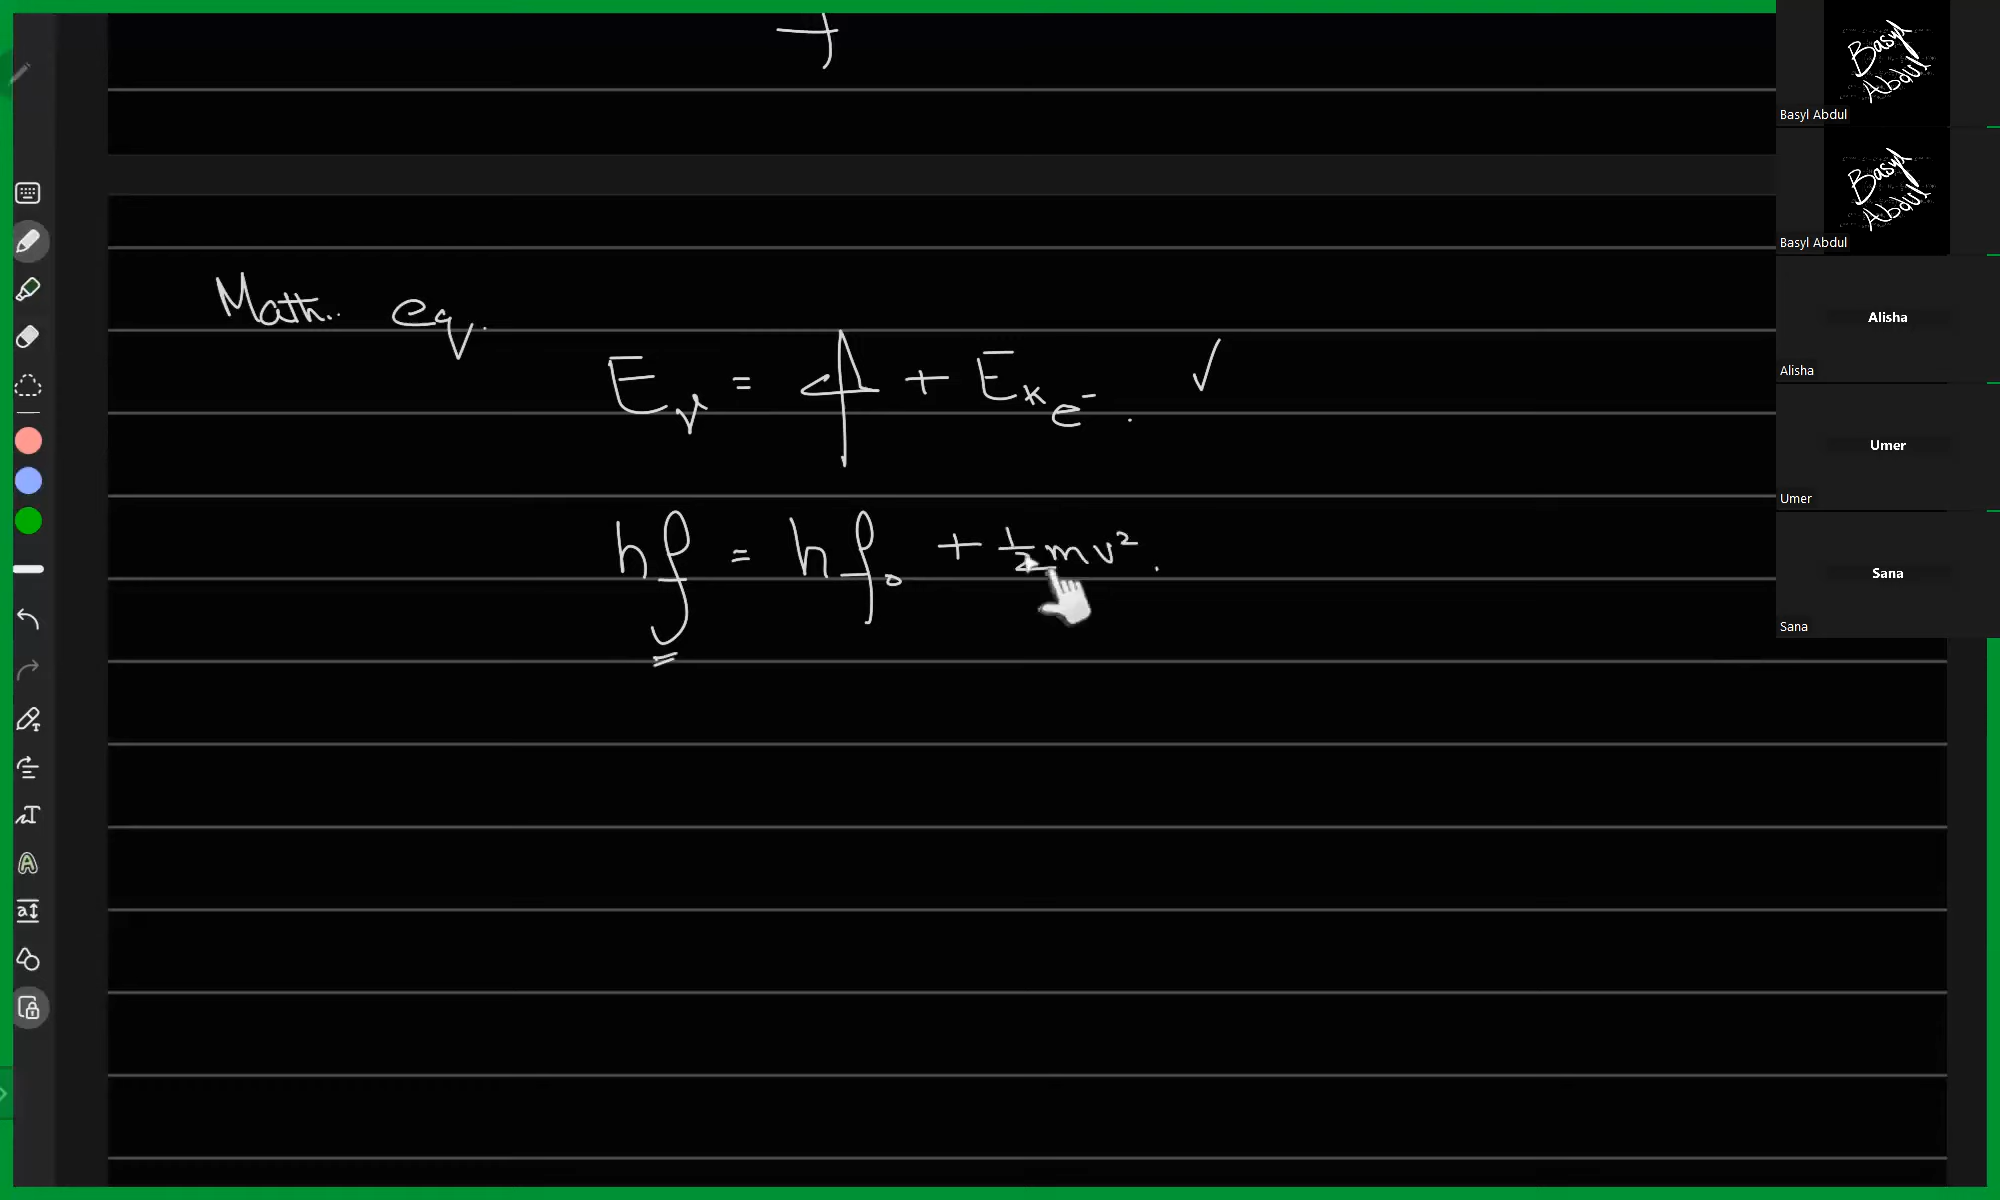 Math. eq.
E_γ = ϕ + E_k e⁻. ✓
hf = hf₀ + ½mv².
Basyl Abdul
Basyl Abdul
Basyl Abdul
Basyl Abdul
Alisha
Alisha
Umer
Umer
Sana
Sana